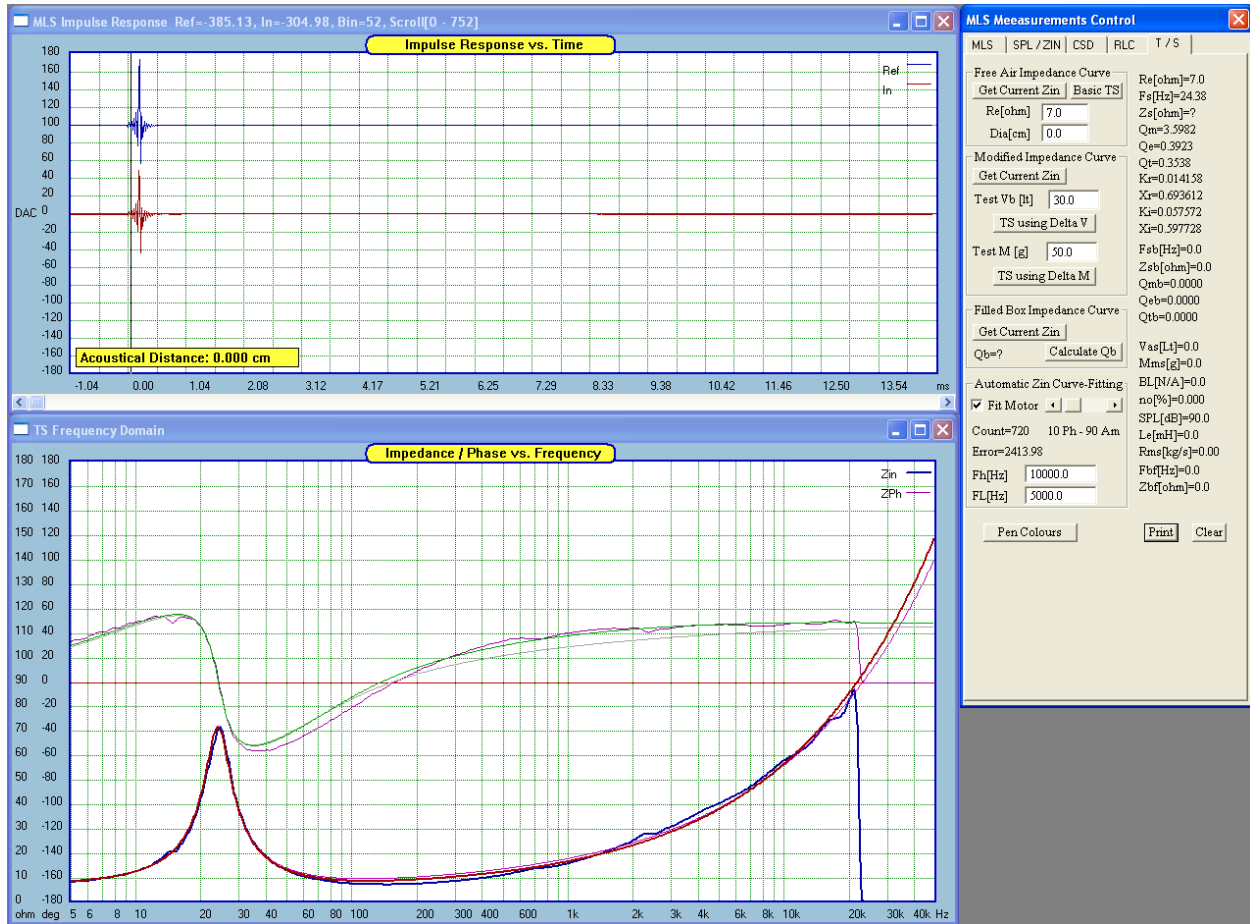 MLS Impulse Response Ref=-385.13, In=-304.98, Bin=52, Scroll[0 - 752]
Impulse Response vs. Time
180
160
140
120
100
80
60
40
20
DAC 0
-20
-40
-60
80
60
40
20
0
-20
-40
-60
-80
-100
-120
-140
-160
-180
Ref
In
Acoustical Distance: 0.000 cm
-1.04 0.00 1.04 2.08 3.12 4.17 5.21 6.25 7.29 8.33 9.38 10.42 11.46 12.50 13.54 ms
TS Frequency Domain
Impedance / Phase vs. Frequency
180 180
170 160
160 140
150 120
140 100
130 80
120 60
110 40
100 20
90 0
80 -20
70 -40
60 -60
50 -80
40 -100
30 -120
20 -140
10 -160
0 -180
Zin
ZPh
ohm deg 5 6 8 10 20 30 40 60 100 200 300 400 600 1k 2k 3k 4k 6k 10k 20k 30k 40k Hz
MLS Meeasurements Control
MLS SPL / ZIN CSD RLC T / S
Free Air Impedance Curve
Get Current Zin Basic TS
Re[ohm] 7.0
Dia[cm] 0.0
Modified Impedance Curve
Get Current Zin
Test Vb [lt] 30.0
TS using Delta V
Test M [g] 50.0
TS using Delta M
Filled Box Impedance Curve
Get Current Zin
Qb=? Calculate Qb
Automatic Zin Curve-Fitting
Fit Motor
Count=720 10 Ph - 90 Am
Error=2413.98
Fh[Hz] 10000.0
FL[Hz] 5000.0
Pen Colours
Re[ohm]=7.0
Fs[Hz]=24.38
Zs[ohm]=?
Qm=3.5982
Qe=0.3923
Qt=0.3538
Kr=0.014158
Xr=0.693612
Ki=0.057572
Xi=0.597728
Fsb[Hz]=0.0
Zsb[ohm]=0.0
Qmb=0.0000
Qeb=0.0000
Qtb=0.0000
Vas[Lt]=0.0
Mms[g]=0.0
BL[N/A]=0.0
no[%]=0.000
SPL[dB]=90.0
Le[mH]=0.0
Rms[kg/s]=0.00
Fbf[Hz]=0.0
Zbf[ohm]=0.0
Print Clear